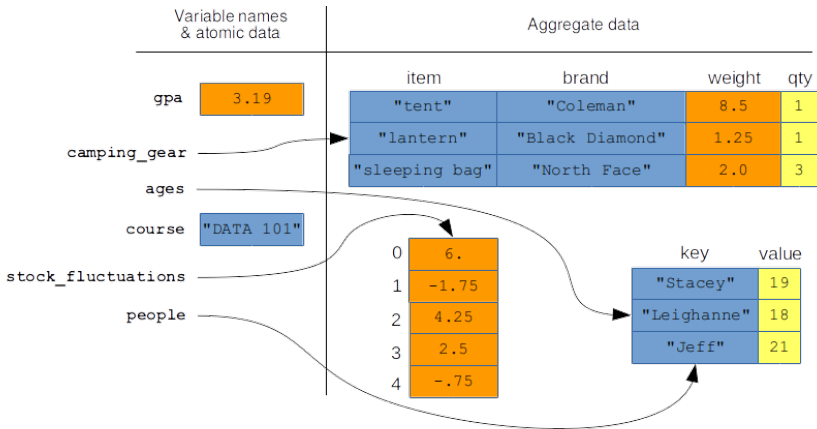 Variable names
& atomic data
Aggregate data
item brand weight qty
gpa 3.19
"tent" "Coleman" 8.5 1
camping_gear
"lantern" "Black Diamond" 1.25 1
"sleeping bag" "North Face" 2.0 3
ages
course "DATA 101"
stock_fluctuations
people
0 6.
1 -1.75
2 4.25
3 2.5
4 -.75
key value
"Stacey" 19
"Leighanne" 18
"Jeff" 21